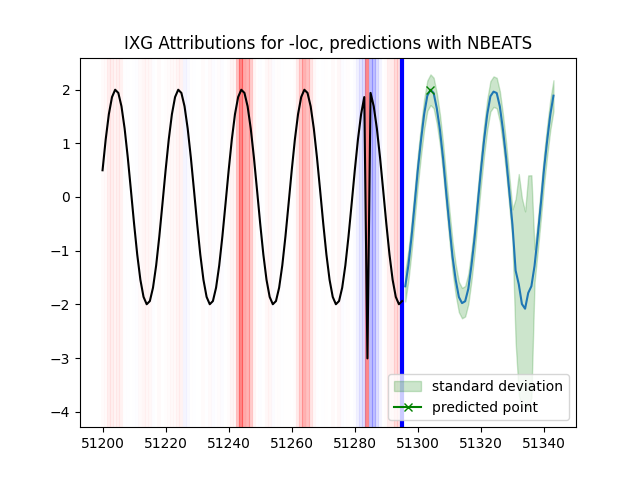 IXG Attributions for -loc, predictions with NBEATS
2
1
0
−1
−2
−3
−4
standard deviation
predicted point
51200 51220 51240 51260 51280 51300 51320 51340